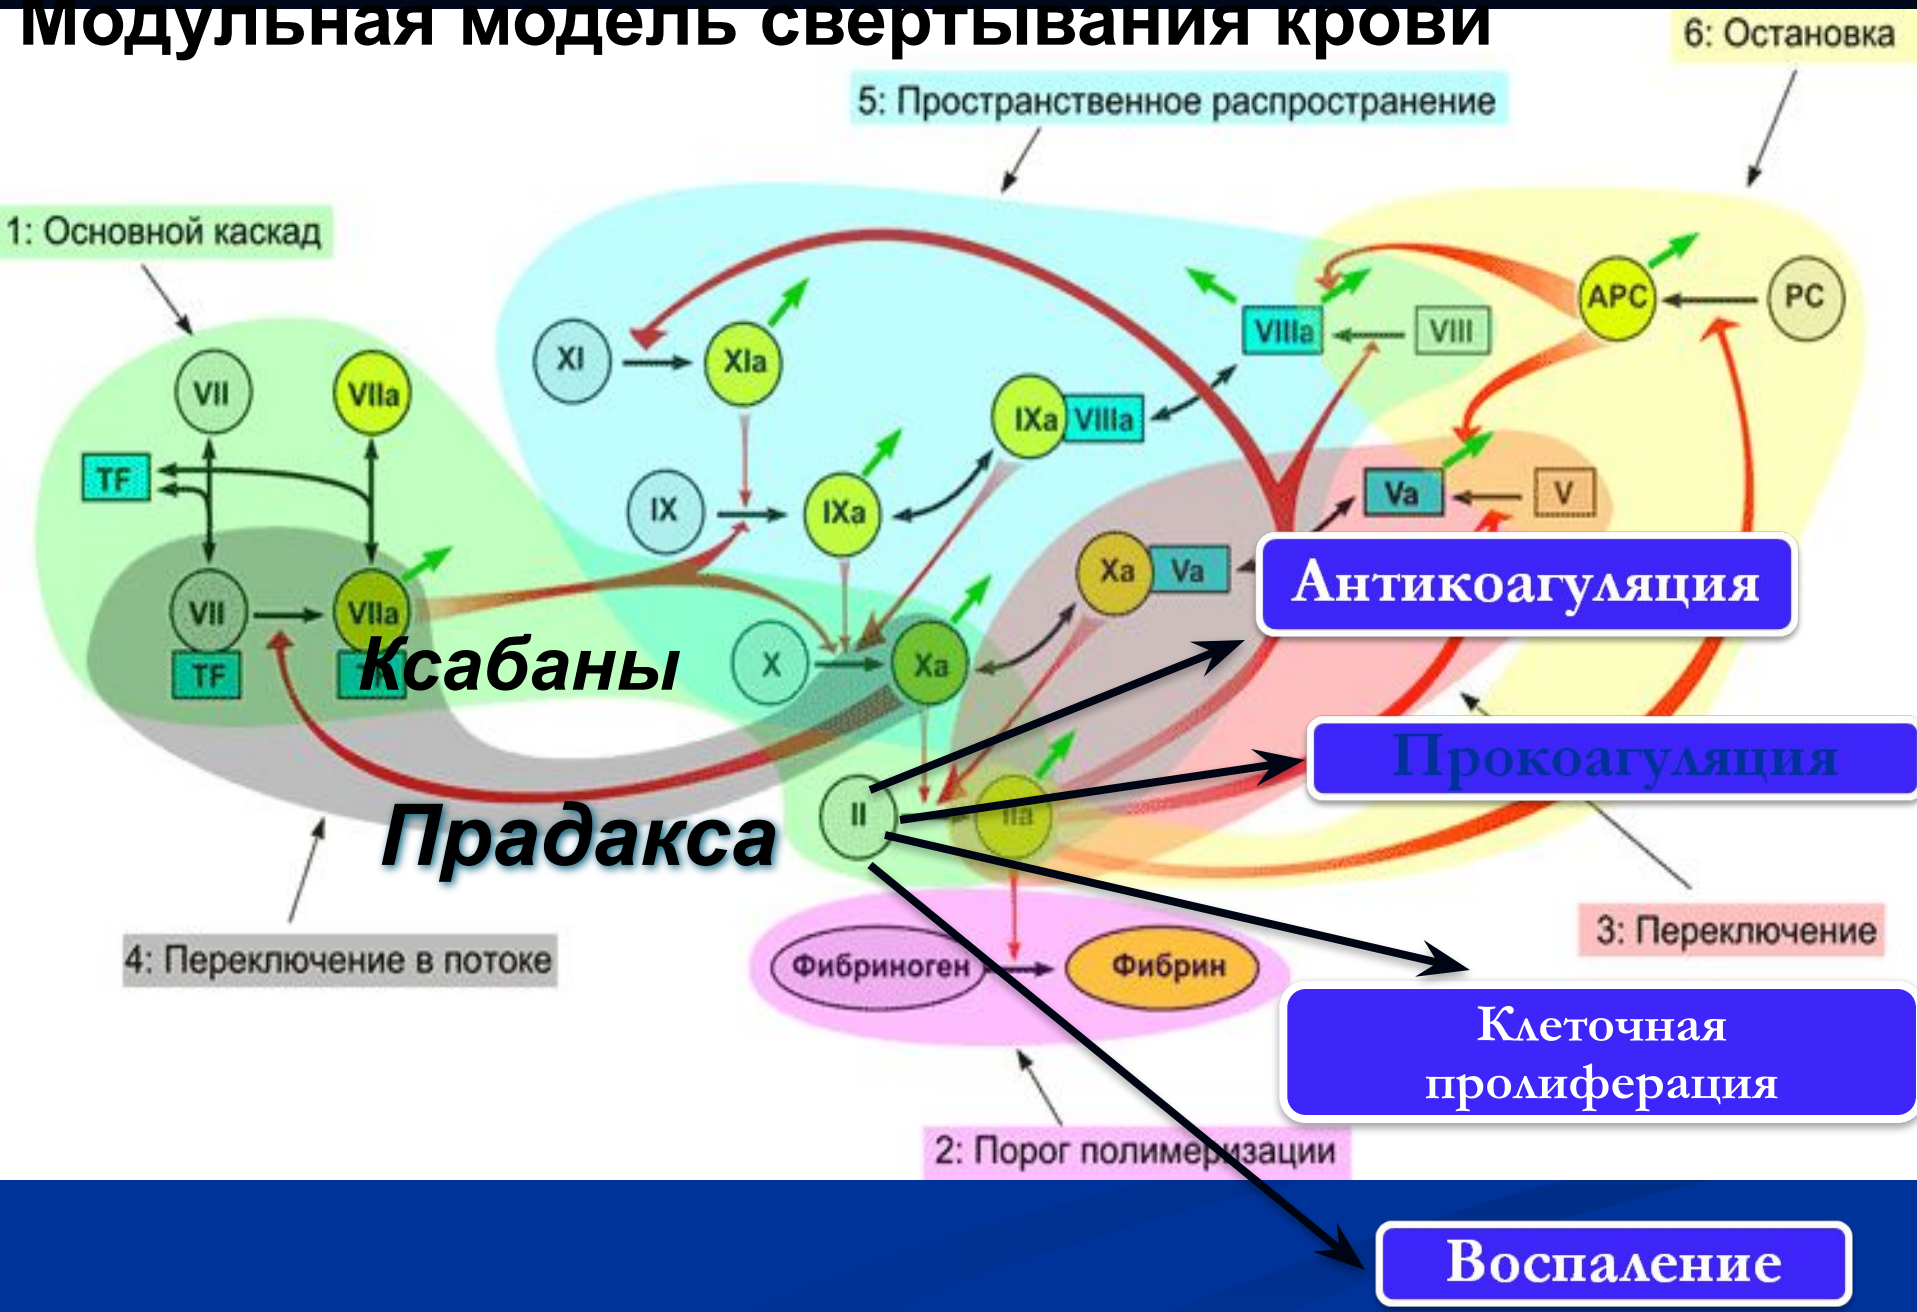 Модульная модель свертывания крови
6: Остановка
5: Пространственное распространение
1: Основной каскад
APC
PC
VIIIa
VIII
XI
XIa
VII
VIIa
IXa
VIIIa
TF
Va
V
IX
IXa
Xa
Va
Антикоагуляция
VII
VIIa
TF
Ксабаны
X
Xa
Прокоагуляция
Прадакса
II
IIa
3: Переключение
4: Переключение в потоке
Фибриноген
Фибрин
Клеточная
пролиферация
2: Порог полимеризации
Воспаление